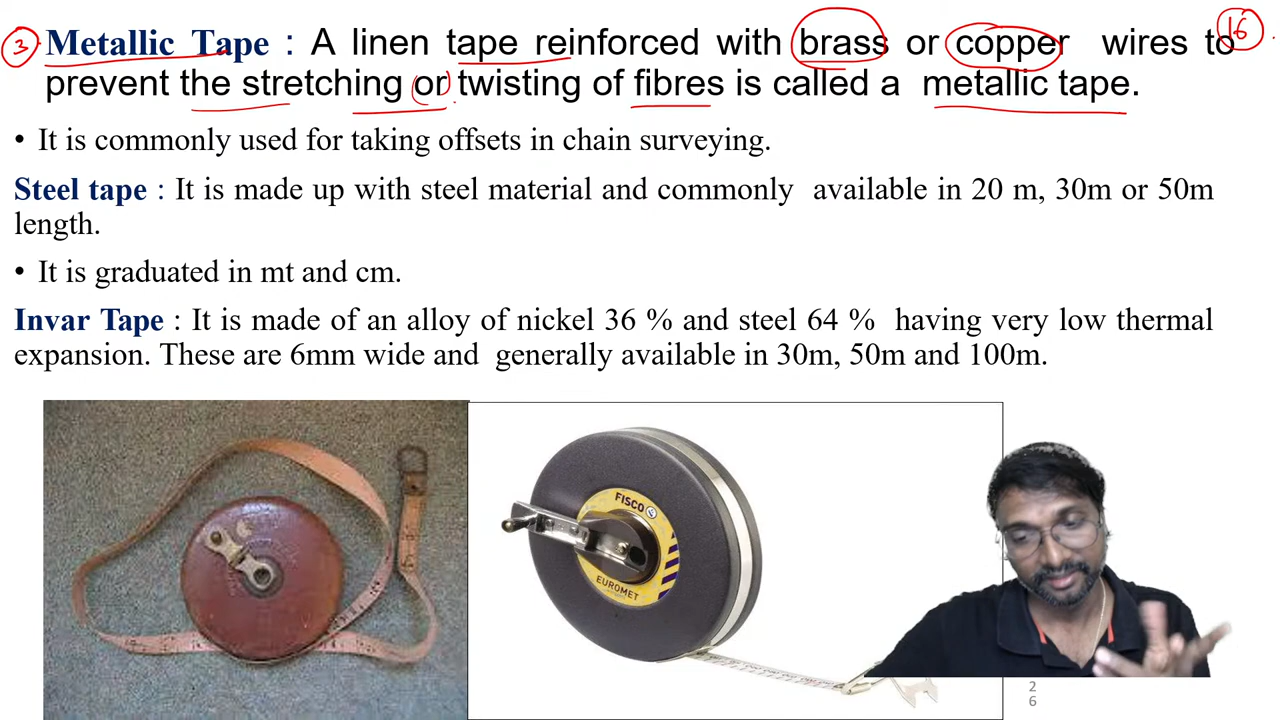 3 Metallic Tape : A linen tape reinforced with brass or copper wires to 16
prevent the stretching or twisting of fibres is called a metallic tape.
• It is commonly used for taking offsets in chain surveying.
Steel tape : It is made up with steel material and commonly available in 20 m, 30m or 50m
length.
• It is graduated in mt and cm.
Invar Tape : It is made of an alloy of nickel 36 % and steel 64 % having very low thermal
expansion. These are 6mm wide and generally available in 30m, 50m and 100m.
FISCO
EUROMET
2
6